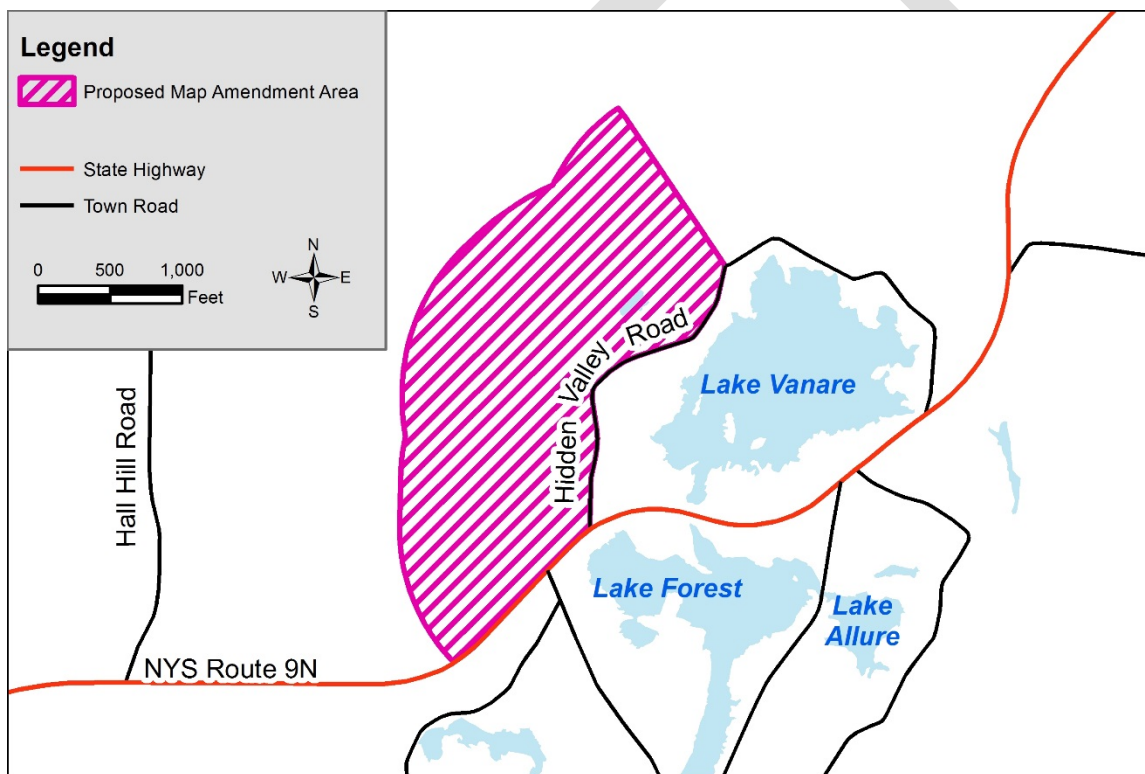 Legend
Proposed Map Amendment Area
State Highway
Town Road
0 500 1,000
Feet
N
W E
S
Hidden Valley Road
Lake Vanare
Hall Hill Road
Lake Forest
Lake
Allure
NYS Route 9N